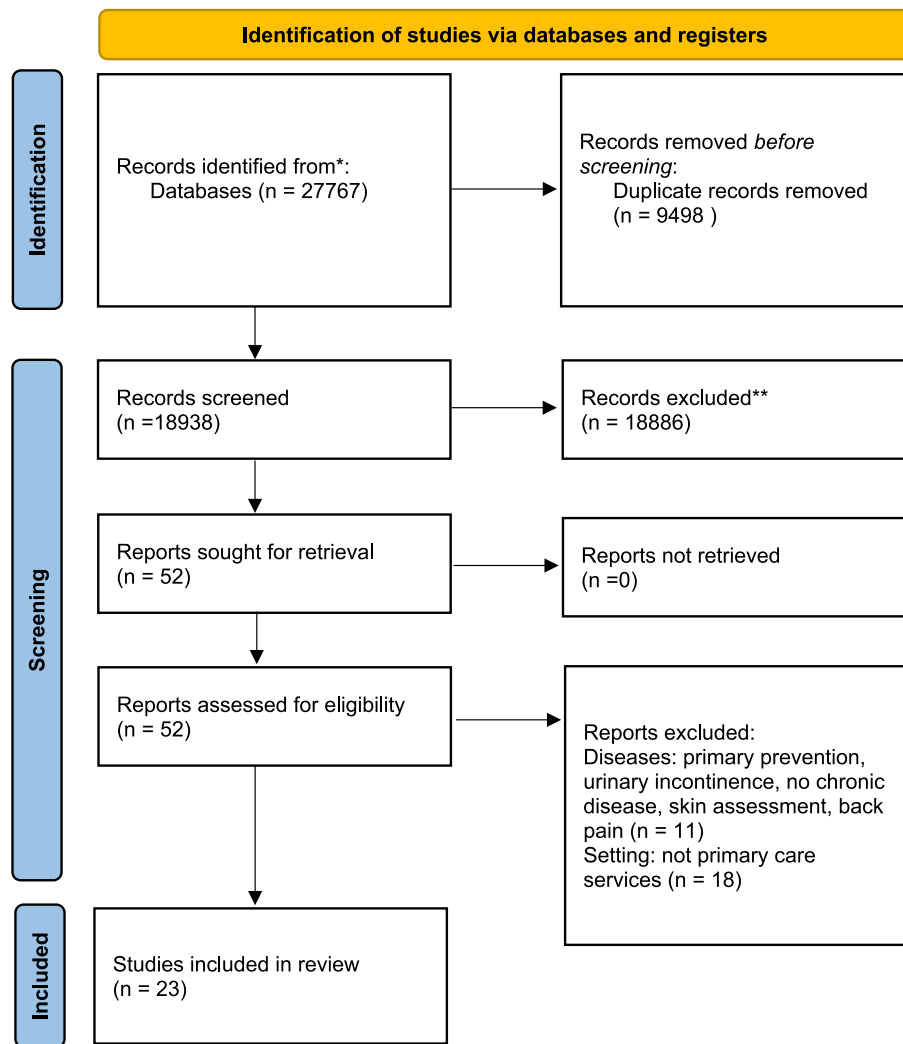 Identification of studies via databases and registers
Identification
Records identified from*:
Databases (n = 27767)
Records removed before
screening:
Duplicate records removed
(n = 9498 )
Screening
Records screened
(n =18938)
Records excluded**
(n = 18886)
Reports sought for retrieval
(n = 52)
Reports not retrieved
(n =0)
Reports assessed for eligibility
(n = 52)
Reports excluded:
Diseases: primary prevention,
urinary incontinence, no chronic
disease, skin assessment, back
pain (n = 11)
Setting: not primary care
services (n = 18)
Included
Studies included in review
(n = 23)